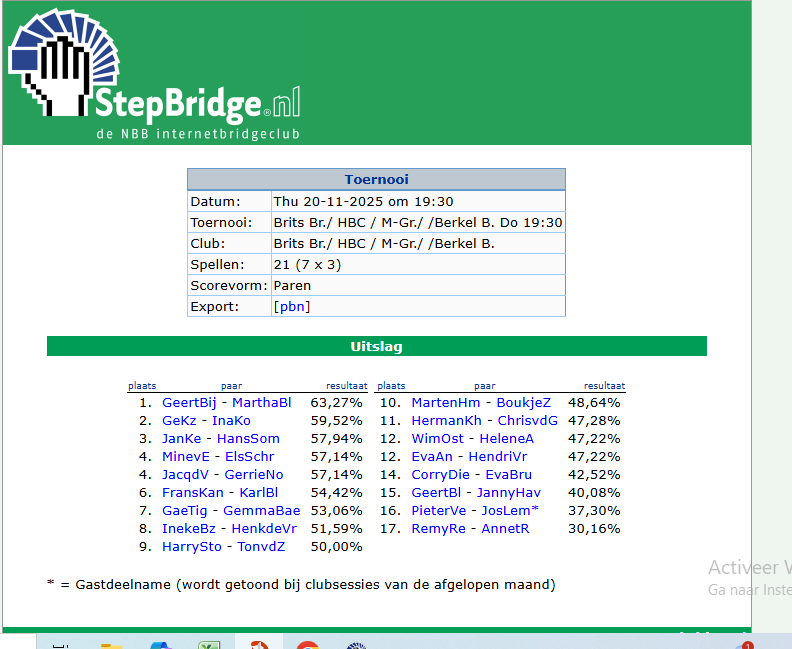 StepBridge®.nl
de NBB internetbridgeclub
Toernooi
Datum: Thu 20-11-2025 om 19:30
Toernooi: Brits Br./ HBC / M-Gr./ /Berkel B. Do 19:30
Club: Brits Br./ HBC / M-Gr./ /Berkel B.
Spellen: 21 (7 x 3)
Scorevorm: Paren
Export: [pbn]
Uitslag
plaats paar resultaat plaats paar resultaat
1. GeertBij - MarthaBl 63,27% 10. MartenHm - BoukjeZ 48,64%
2. GeKz - InaKo 59,52% 11. HermanKh - ChrisvdG 47,28%
3. JanKe - HansSom 57,94% 12. WimOst - HeleneA 47,22%
4. MinevE - ElsSchr 57,14% 12. EvaAn - HendriVr 47,22%
4. JacqdV - GerrieNo 57,14% 14. CorryDie - EvaBru 42,52%
6. FransKan - KarlBl 54,42% 15. GeertBl - JannyHav 40,08%
7. GaeTig - GemmaBae 53,06% 16. PieterVe - JosLem* 37,30%
8. InekeBz - HenkdeVr 51,59% 17. RemyRe - AnnetR 30,16%
9. HarrySto - TonvdZ 50,00%
* = Gastdeelname (wordt getoond bij clubsessies van de afgelopen maand)
Activeer W
Ga naar Inste
1